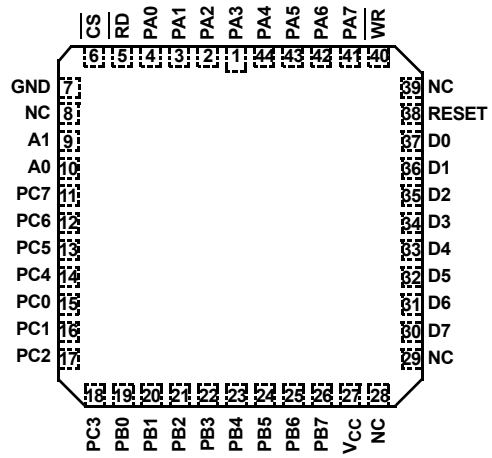 CS RD PA0 PA1 PA2 PA3 PA4 PA5 PA6 PA7 WR
6 5 4 3 2 1 44 43 42 41 40
GND 7 39 NC
NC 8 38 RESET
A1 9 37 D0
A0 10 36 D1
PC7 11 35 D2
PC6 12 34 D3
PC5 13 33 D4
PC4 14 32 D5
PC0 15 31 D6
PC1 16 30 D7
PC2 17 29 NC
18 19 20 21 22 23 24 25 26 27 28
PC3 PB0 PB1 PB2 PB3 PB4 PB5 PB6 PB7 VCC NC